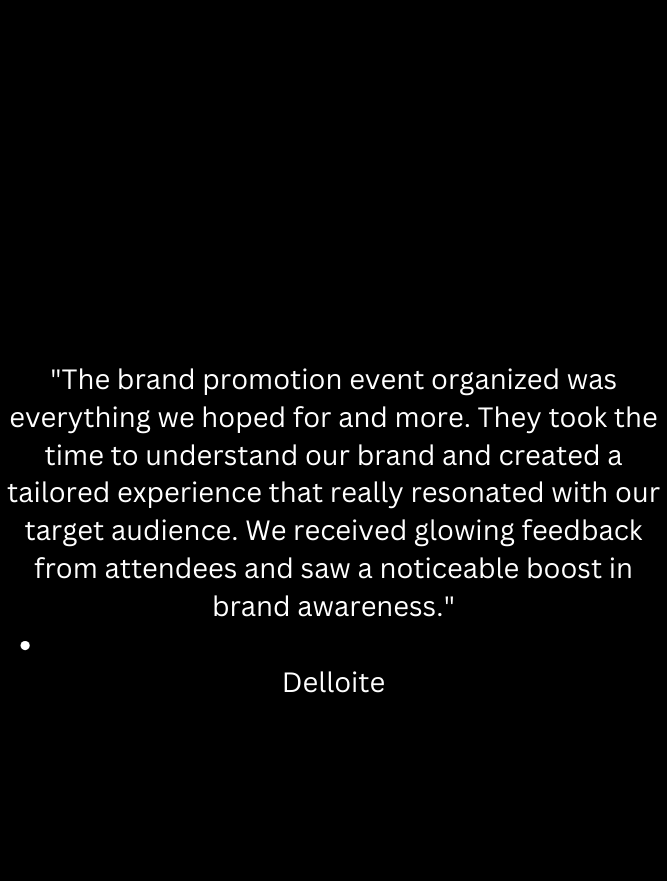 "The brand promotion event organized was
everything we hoped for and more. They took the
time to understand our brand and created a
tailored experience that really resonated with our
target audience. We received glowing feedback
from attendees and saw a noticeable boost in
brand awareness."
•
Delloite